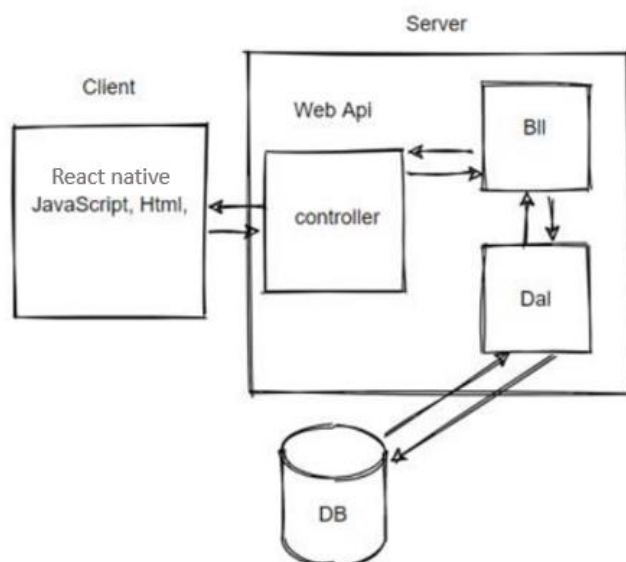 Server
Client
Web Api
Bll
React native
JavaScript, Html,
controller
Dal
DB